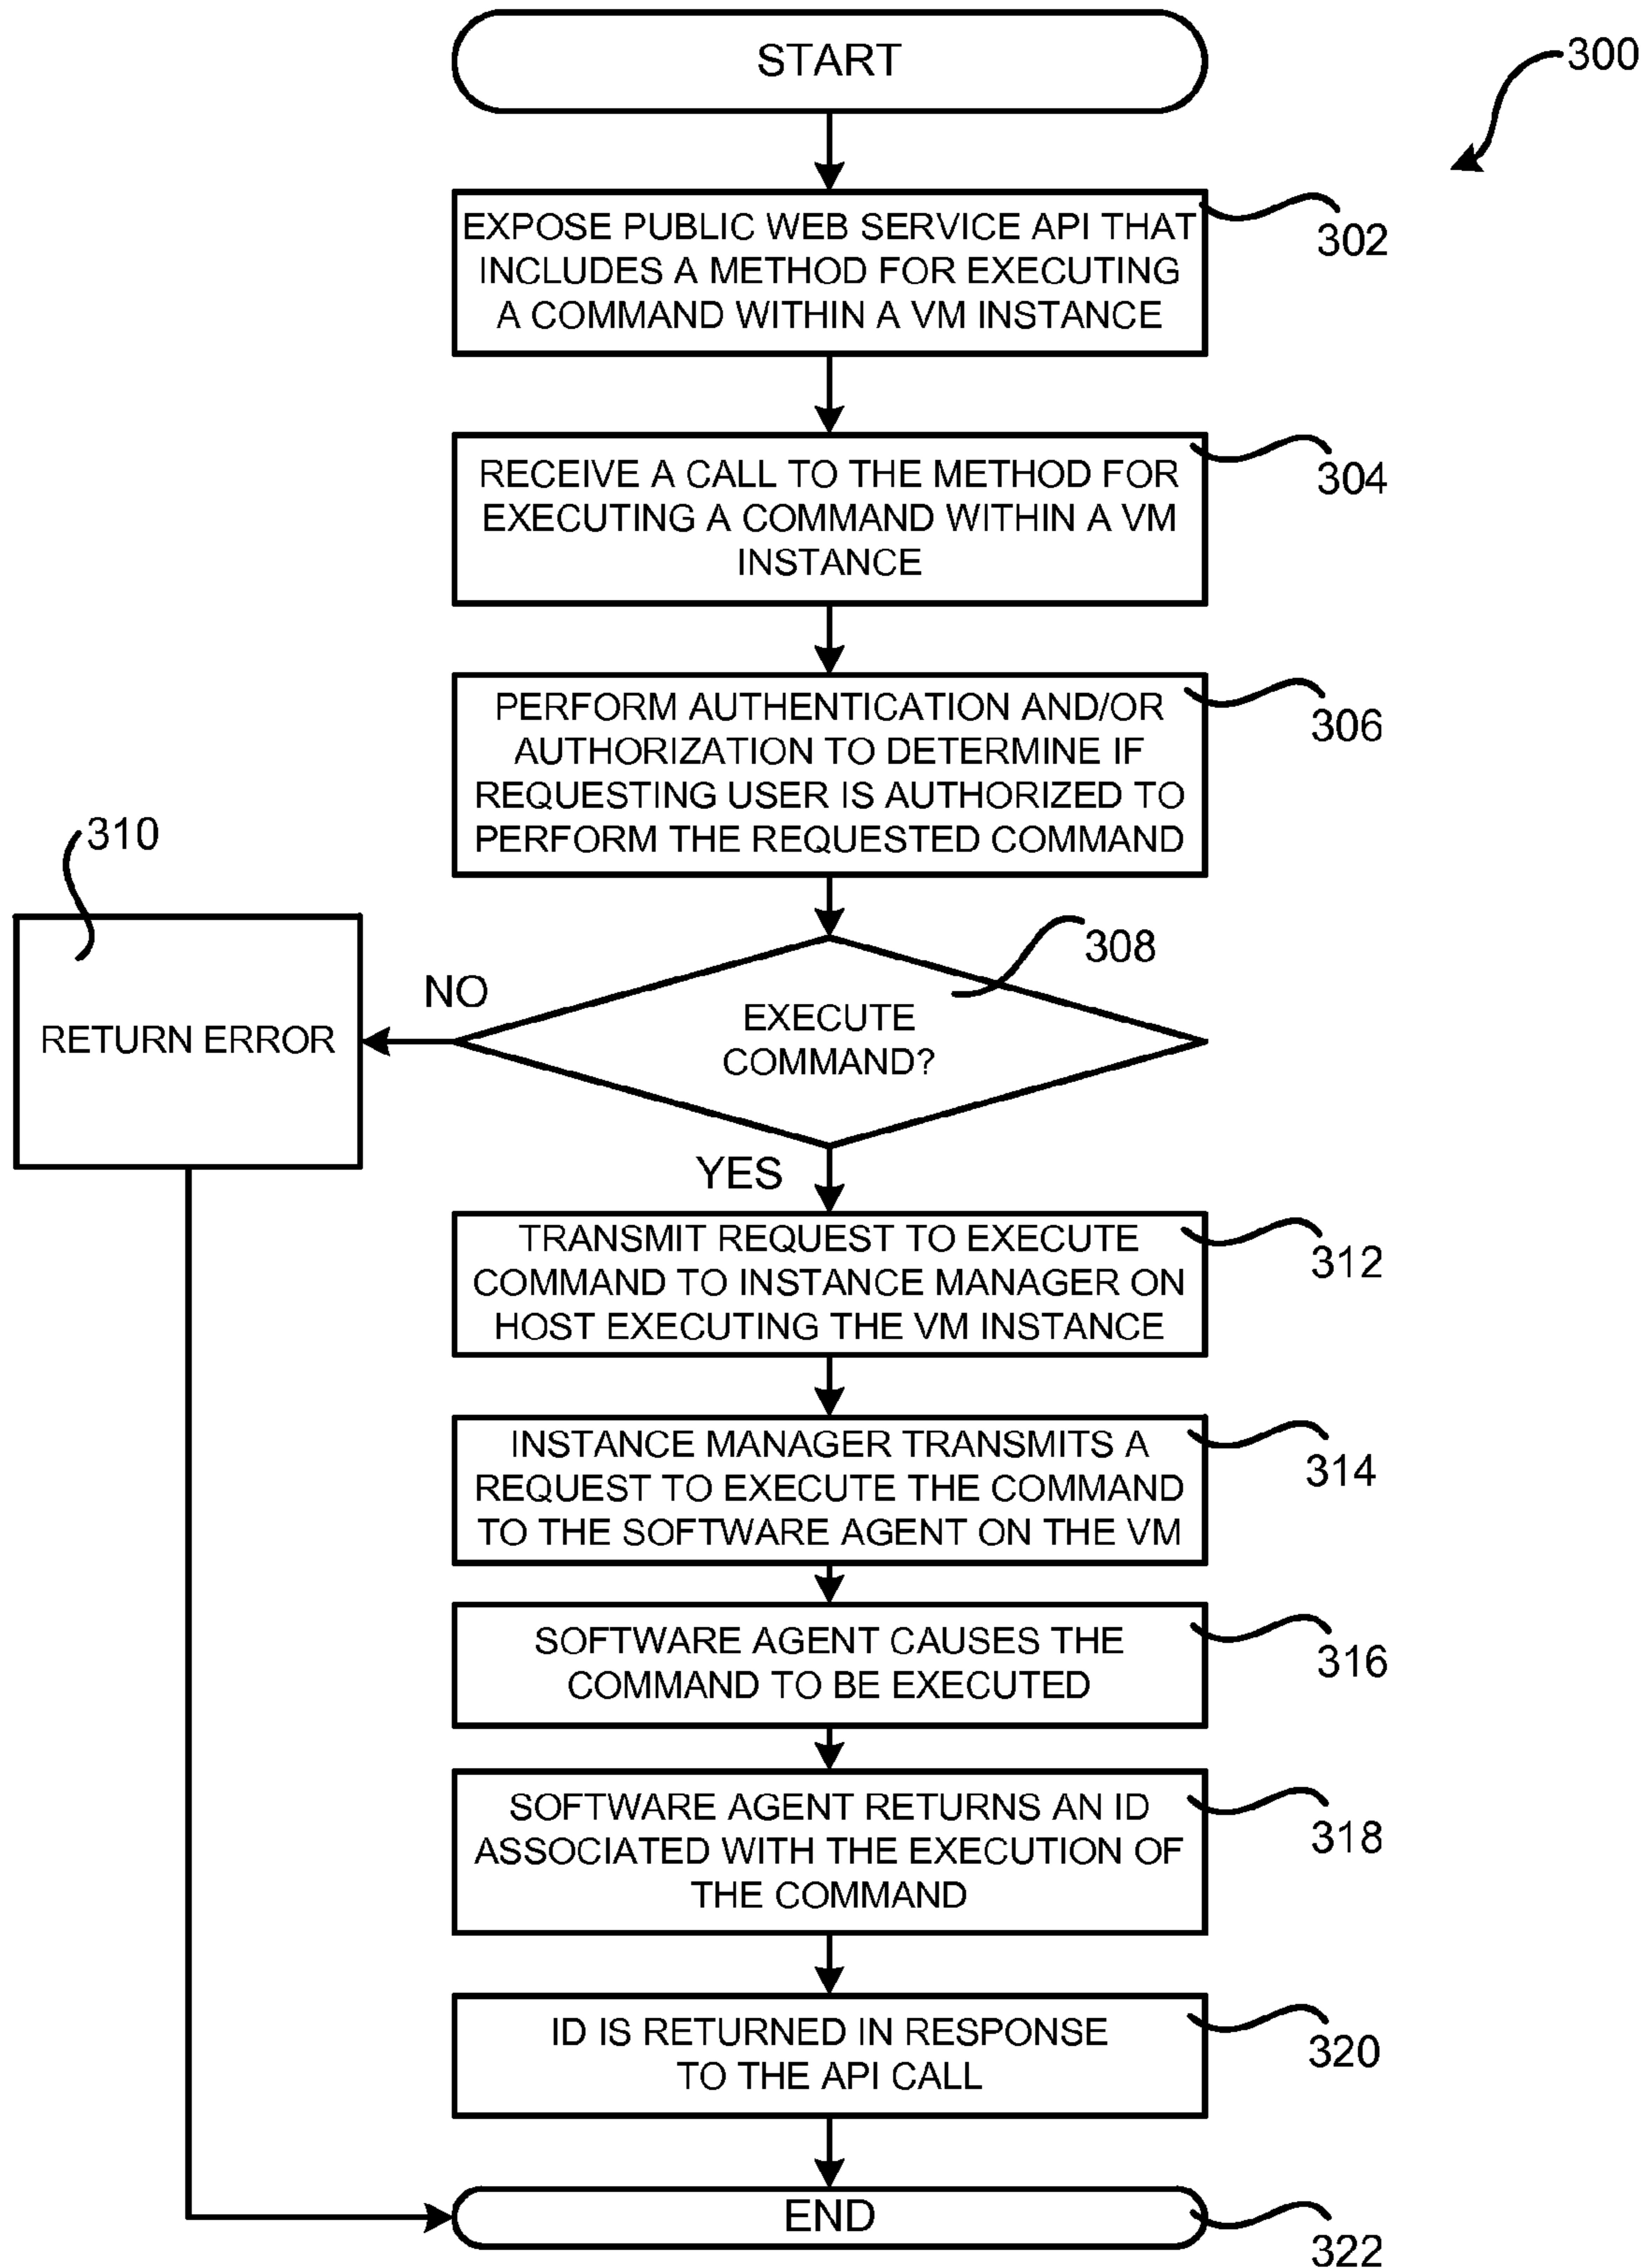 START
300
EXPOSE PUBLIC WEB SERVICE API THAT
INCLUDES A METHOD FOR EXECUTING
A COMMAND WITHIN A VM INSTANCE
302
RECEIVE A CALL TO THE METHOD FOR
EXECUTING A COMMAND WITHIN A VM
INSTANCE
304
PERFORM AUTHENTICATION AND/OR
AUTHORIZATION TO DETERMINE IF
REQUESTING USER IS AUTHORIZED TO
PERFORM THE REQUESTED COMMAND
306
310
RETURN ERROR
NO
EXECUTE
COMMAND?
308
YES
TRANSMIT REQUEST TO EXECUTE
COMMAND TO INSTANCE MANAGER ON
HOST EXECUTING THE VM INSTANCE
312
INSTANCE MANAGER TRANSMITS A
REQUEST TO EXECUTE THE COMMAND
TO THE SOFTWARE AGENT ON THE VM
314
SOFTWARE AGENT CAUSES THE
COMMAND TO BE EXECUTED
316
SOFTWARE AGENT RETURNS AN ID
ASSOCIATED WITH THE EXECUTION OF
THE COMMAND
318
ID IS RETURNED IN RESPONSE
TO THE API CALL
320
END
322